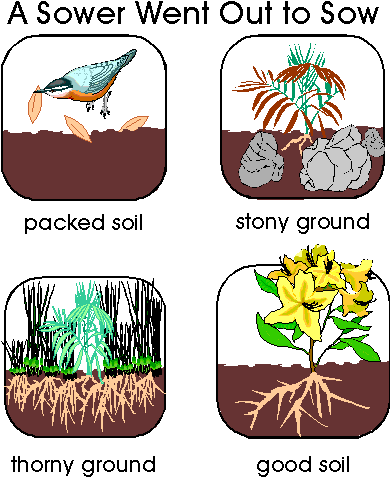 A Sower Went Out to Sow
packed soil
stony ground
thorny ground
good soil